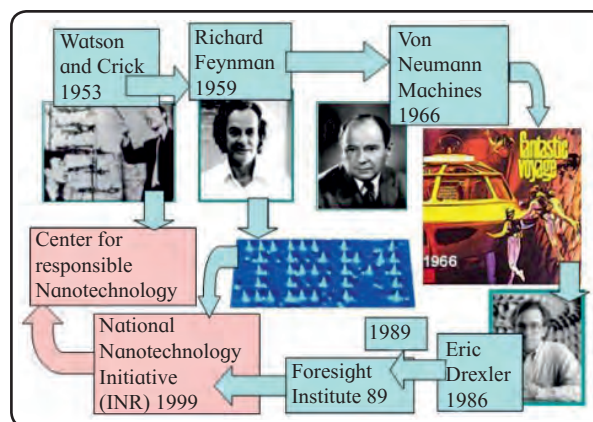 Watson
and Crick
1953
Richard
Feynman
1959
Von
Neumann
Machines
1966
fantastic
voyage
1966
Center for
responsible
Nanotechnology
National
Nanotechnology
Initiative
(INR) 1999
1989
Foresight
Institute 89
Eric
Drexler
1986